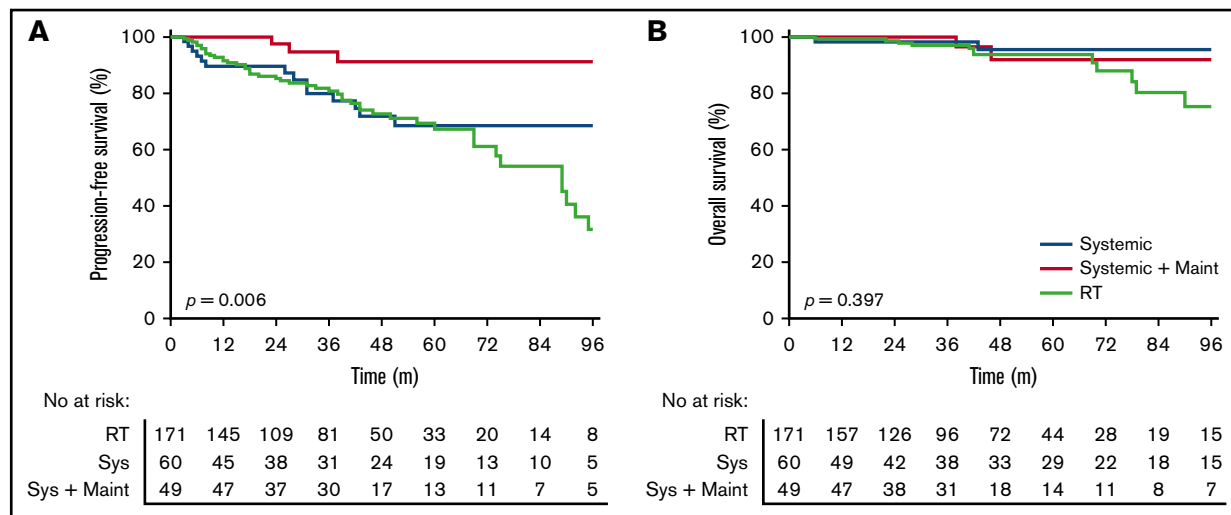 A
Progression-free survival (%)
100
80
60
40
20
0
p = 0.006
0 12 24 36 48 60 72 84 96
Time (m)
No at risk:
RT 171 145 109 81 50 33 20 14 8
Sys 60 45 38 31 24 19 13 10 5
Sys + Maint 49 47 37 30 17 13 11 7 5
B
Overall survival (%)
100
80
60
40
20
0
Systemic
Systemic + Maint
RT
p = 0.397
0 12 24 36 48 60 72 84 96
Time (m)
No at risk:
RT 171 157 126 96 72 44 28 19 15
Sys 60 49 42 38 33 29 22 18 15
Sys + Maint 49 47 38 31 18 14 11 8 7